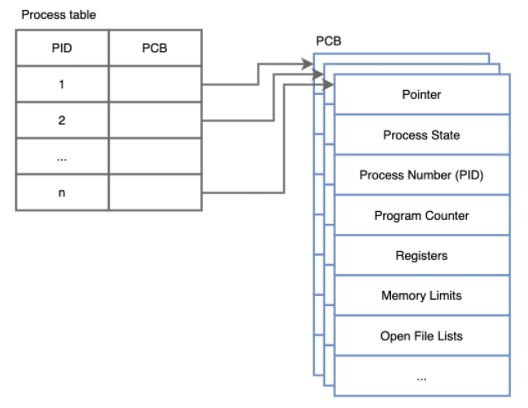 Process table
PID PCB
1
2
...
n
PCB
Pointer
Process State
Process Number (PID)
Program Counter
Registers
Memory Limits
Open File Lists
...